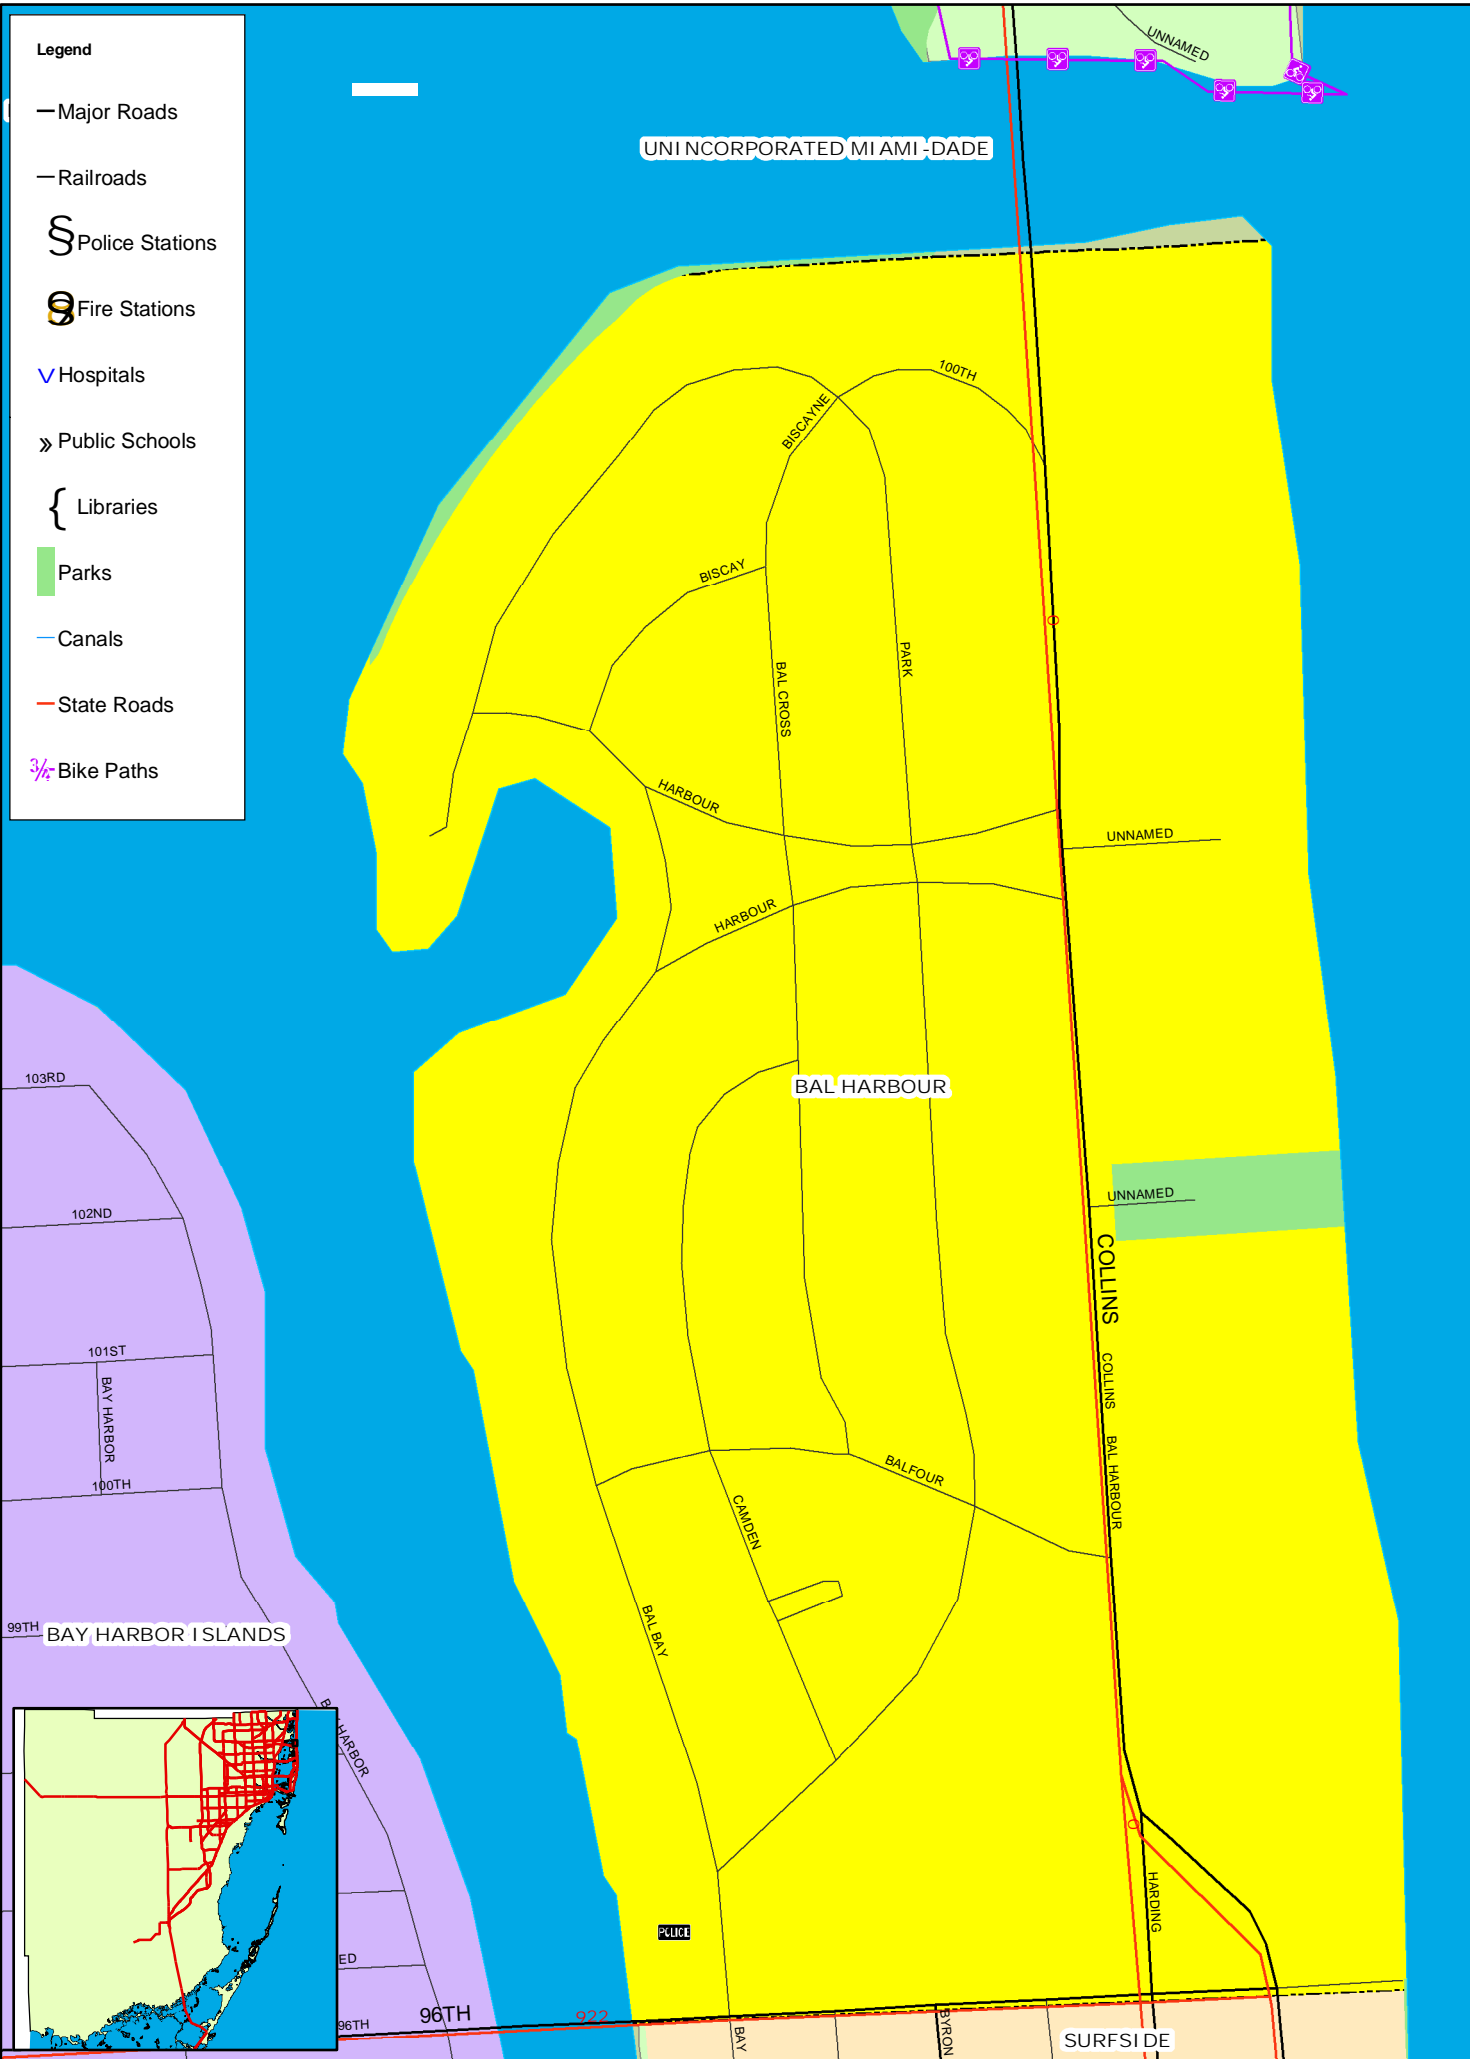 Legend
Major Roads
Railroads
§ Police Stations
Fire Stations
Hospitals
» Public Schools
{ Libraries
Parks
Canals
State Roads
¾ Bike Paths
UNNAMED
UNINCORPORATED MIAMI-DADE
100TH
BISCAYNE
BISCAY
PARK
BAL CROSS
HARBOUR
UNNAMED
HARBOUR
BAL HARBOUR
103RD
UNNAMED
102ND
COLLINS
101ST
COLLINS
BAY HARBOR
BAL HARBOUR
BALFOUR
100TH
CAMDEN
99TH
BAY HARBOR ISLANDS
BAL BAY
HARBOR
HARDING
POLICE
ED
96TH
96TH
922
BAY
BYRON
SURFSIDE